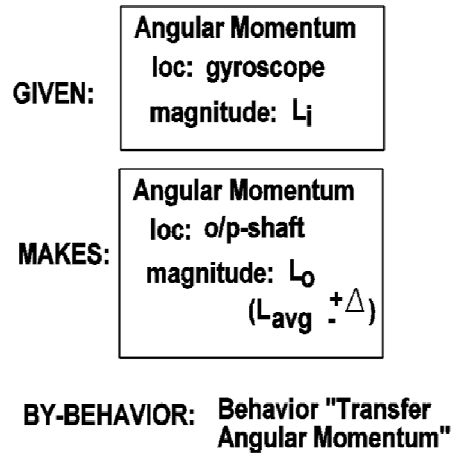 Angular Momentum
loc: gyroscope
GIVEN:
magnitude: Li
Angular Momentum
loc: o/p-shaft
MAKES:
magnitude: Lo
(Lavg +- Δ)
BY-BEHAVIOR: Behavior "Transfer
Angular Momentum"